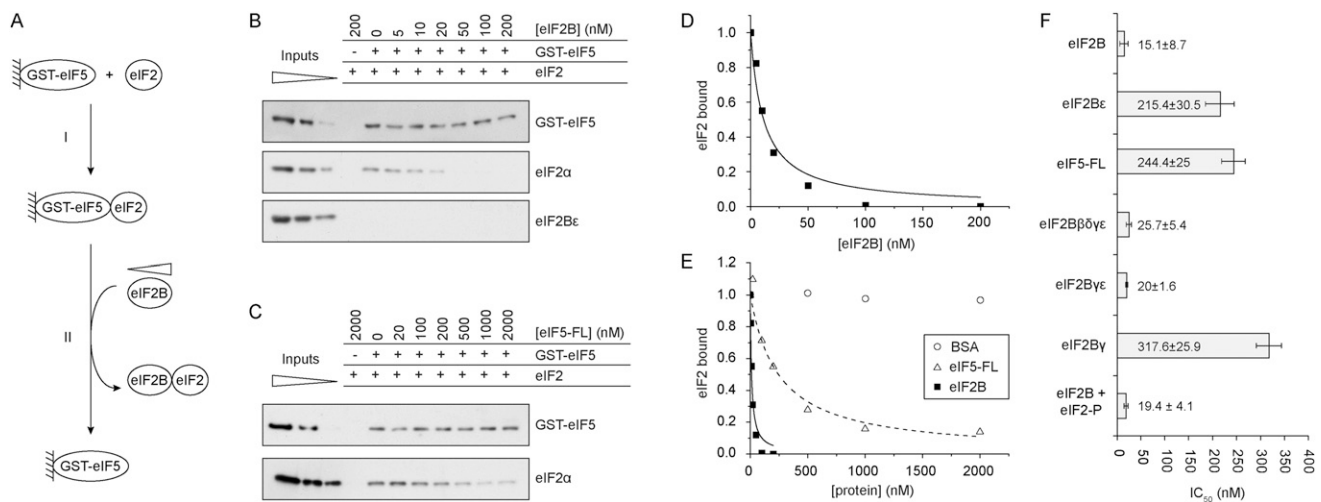 A
GST-eIF5 + eIF2
I
GST-eIF5 eIF2
eIF2B
II
eIF2B eIF2
GST-eIF5
B
200 0 5 10 20 50 100 200 [eIF2B] (nM)
- + + + + + + + GST-eIF5
+ + + + + + + + eIF2
Inputs
GST-eIF5
eIF2α
eIF2Bε
C
2000 0 20 100 200 500 1000 2000 [eIF5-FL] (nM)
- + + + + + + + GST-eIF5
+ + + + + + + + eIF2
Inputs
GST-eIF5
eIF2α
D
eIF2 bound
1.0
0.8
0.6
0.4
0.2
0.0
0 50 100 150 200
[eIF2B] (nM)
E
eIF2 bound
1.2
1.0
0.8
0.6
0.4
0.2
0.0
BSA
eIF5-FL
eIF2B
0 500 1000 1500 2000
[protein] (nM)
F
eIF2B 15.1±8.7
eIF2Bε 215.4±30.5
eIF5-FL 244.4±25
eIF2Bβδγε 25.7±5.4
eIF2Bγε 20±1.6
eIF2Bγ 317.6±25.9
eIF2B +
eIF2-P 19.4 ± 4.1
0 50 100 150 200 250 300 350 400
IC50 (nM)